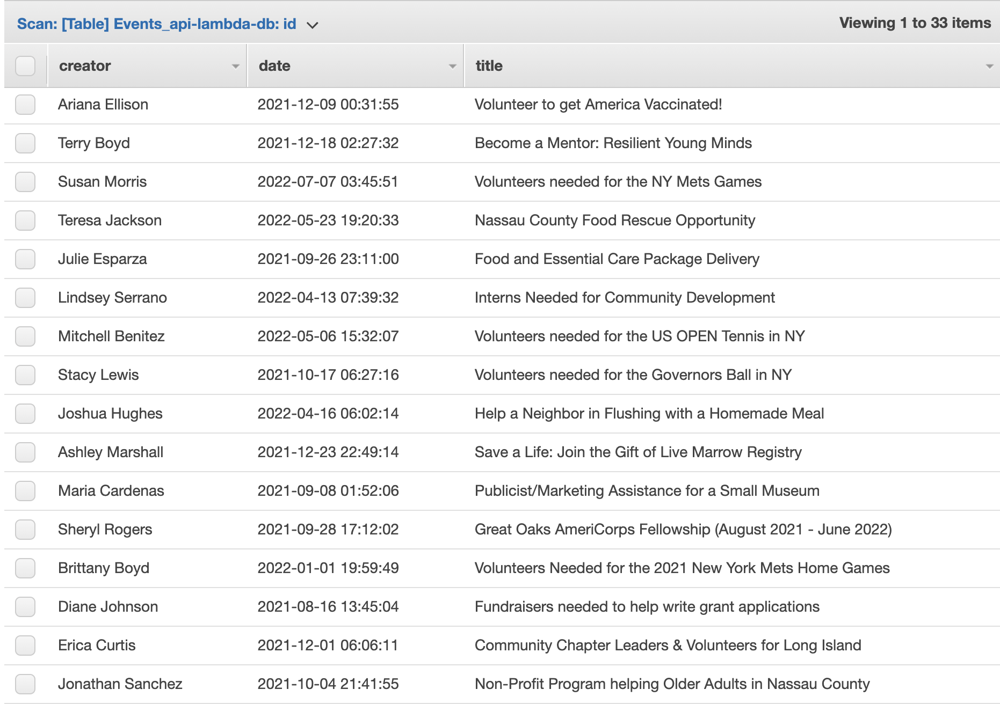 Scan: [Table] Events_api-lambda-db: id Viewing 1 to 33 items
creator date title
Ariana Ellison 2021-12-09 00:31:55 Volunteer to get America Vaccinated!
Terry Boyd 2021-12-18 02:27:32 Become a Mentor: Resilient Young Minds
Susan Morris 2022-07-07 03:45:51 Volunteers needed for the NY Mets Games
Teresa Jackson 2022-05-23 19:20:33 Nassau County Food Rescue Opportunity
Julie Esparza 2021-09-26 23:11:00 Food and Essential Care Package Delivery
Lindsey Serrano 2022-04-13 07:39:32 Interns Needed for Community Development
Mitchell Benitez 2022-05-06 15:32:07 Volunteers needed for the US OPEN Tennis in NY
Stacy Lewis 2021-10-17 06:27:16 Volunteers needed for the Governors Ball in NY
Joshua Hughes 2022-04-16 06:02:14 Help a Neighbor in Flushing with a Homemade Meal
Ashley Marshall 2021-12-23 22:49:14 Save a Life: Join the Gift of Live Marrow Registry
Maria Cardenas 2021-09-08 01:52:06 Publicist/Marketing Assistance for a Small Museum
Sheryl Rogers 2021-09-28 17:12:02 Great Oaks AmeriCorps Fellowship (August 2021 - June 2022)
Brittany Boyd 2022-01-01 19:59:49 Volunteers Needed for the 2021 New York Mets Home Games
Diane Johnson 2021-08-16 13:45:04 Fundraisers needed to help write grant applications
Erica Curtis 2021-12-01 06:06:11 Community Chapter Leaders & Volunteers for Long Island
Jonathan Sanchez 2021-10-04 21:41:55 Non-Profit Program helping Older Adults in Nassau County